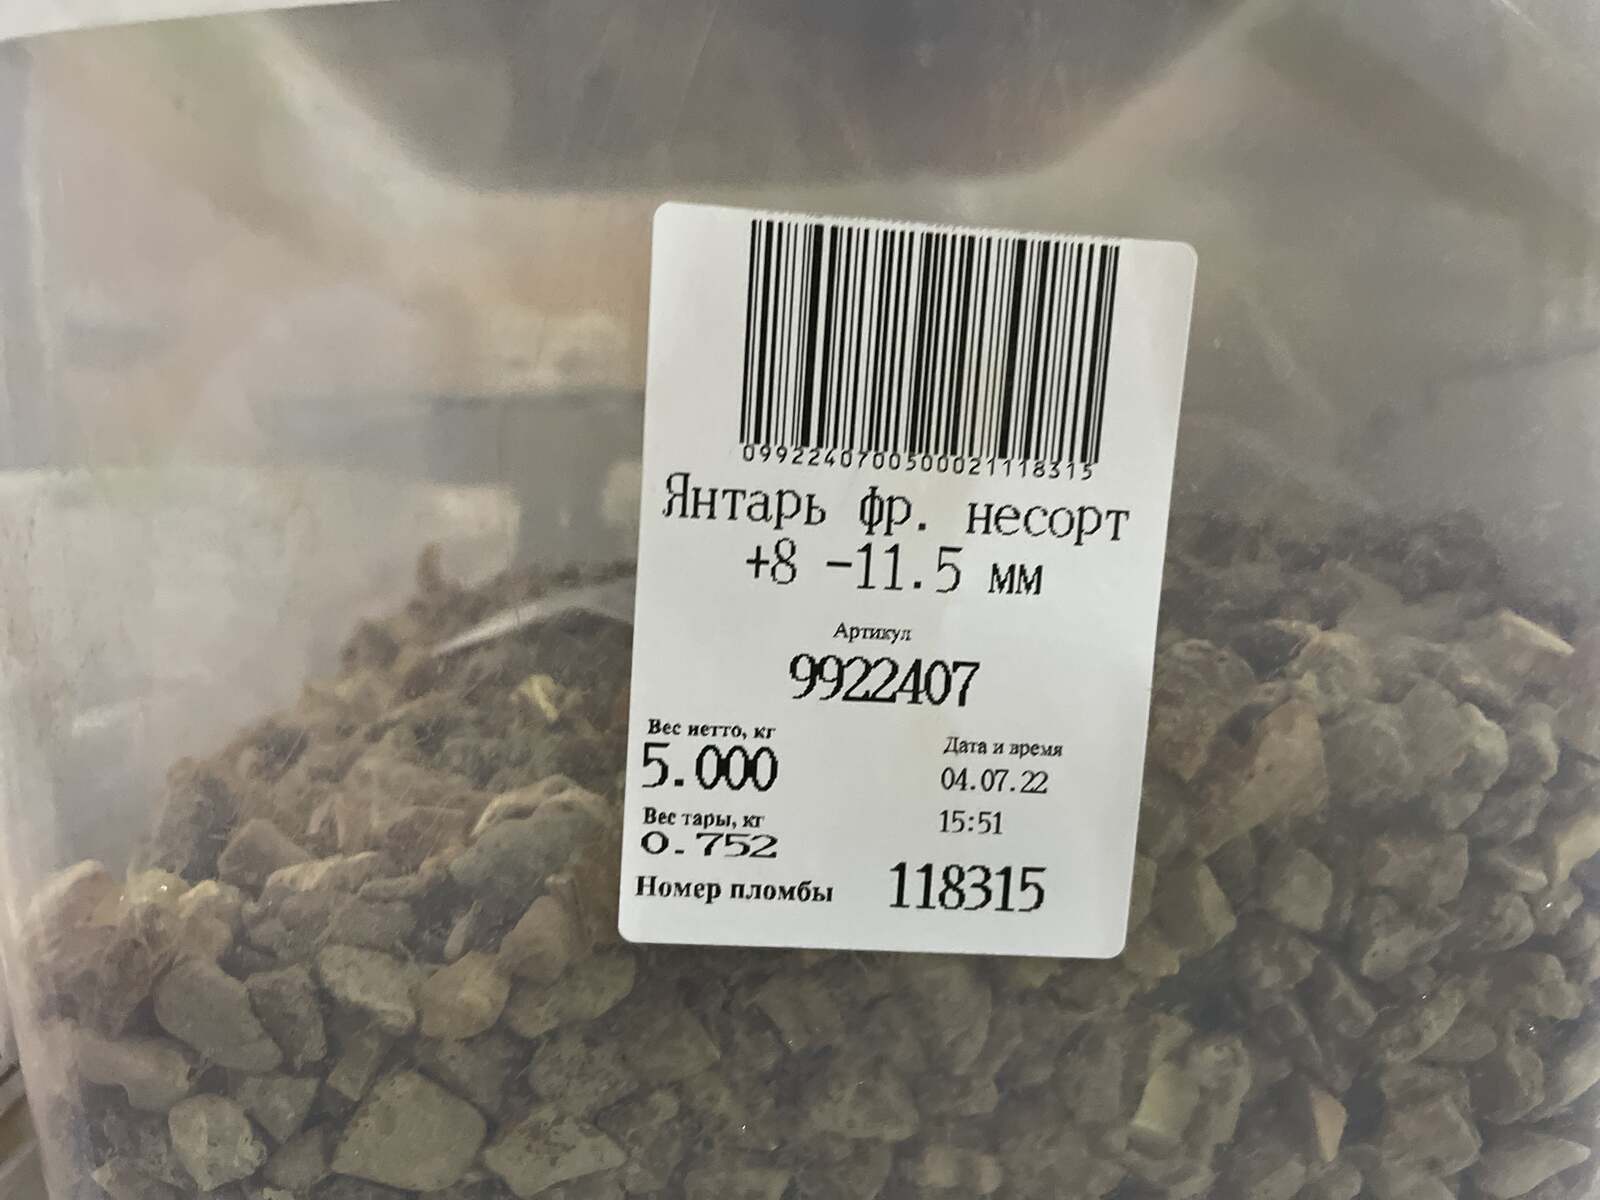 09922407005000021118315
Янтарь фр. несорт
+8 -11.5 мм
Артикул
9922407
Вес нетто, кг
5.000
Дата и время
04.07.22
15:51
Вес тары, кг
0.752
Номер пломбы 118315